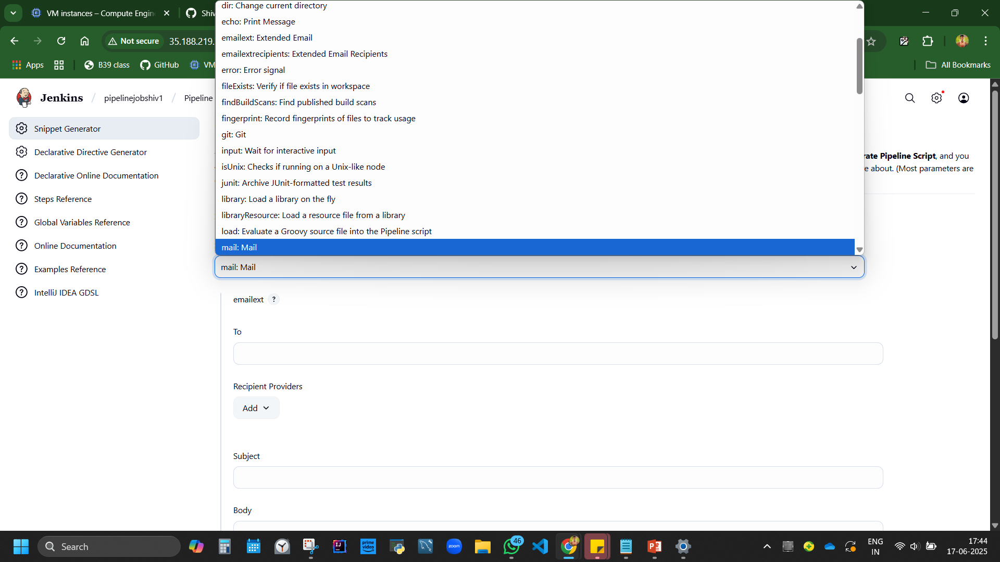 VM instances – Compute Engin
Shiv
Not secure
35.188.219.
Apps
B39 class
GitHub
VM
All Bookmarks
Jenkins / pipelinejobshiv1 / Pipeline
Snippet Generator
Declarative Directive Generator
Declarative Online Documentation
Steps Reference
Global Variables Reference
Online Documentation
Examples Reference
IntelliJ IDEA GDSL
dir: Change current directory
echo: Print Message
emailext: Extended Email
emailextrecipients: Extended Email Recipients
error: Error signal
fileExists: Verify if file exists in workspace
findBuildScans: Find published build scans
fingerprint: Record fingerprints of files to track usage
git: Git
input: Wait for interactive input
isUnix: Checks if running on a Unix-like node
junit: Archive JUnit-formatted test results
library: Load a library on the fly
libraryResource: Load a resource file from a library
load: Evaluate a Groovy source file into the Pipeline script
mail: Mail
rate Pipeline Script, and you
e about. (Most parameters are
mail: Mail
emailext ?
To
Recipient Providers
Add
Subject
Body
Search
prime video
zoom
46
ENG
IN
17:44
17-06-2025